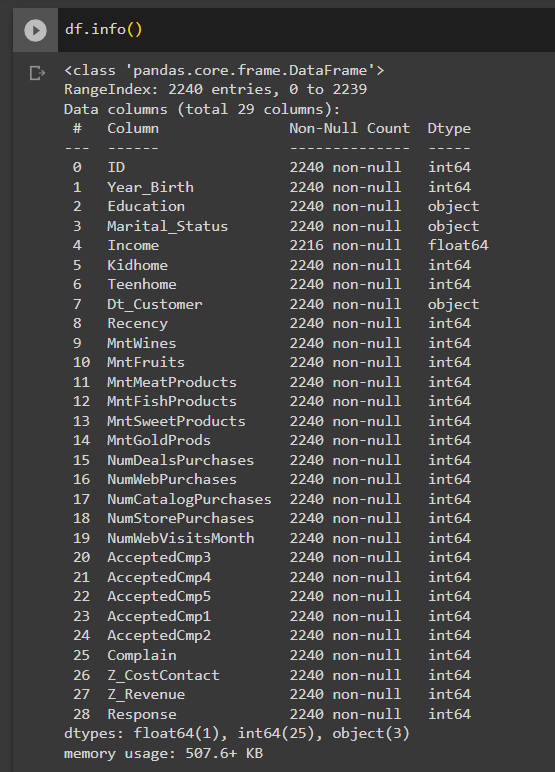 df.info()
<class 'pandas.core.frame.DataFrame'>
RangeIndex: 2240 entries, 0 to 2239
Data columns (total 29 columns):
 #   Column               Non-Null Count  Dtype
---  ------               --------------  -----
 0   ID                   2240 non-null   int64
 1   Year_Birth           2240 non-null   int64
 2   Education            2240 non-null   object
 3   Marital_Status       2240 non-null   object
 4   Income               2216 non-null   float64
 5   Kidhome              2240 non-null   int64
 6   Teenhome             2240 non-null   int64
 7   Dt_Customer          2240 non-null   object
 8   Recency              2240 non-null   int64
 9   MntWines             2240 non-null   int64
 10  MntFruits            2240 non-null   int64
 11  MntMeatProducts      2240 non-null   int64
 12  MntFishProducts      2240 non-null   int64
 13  MntSweetProducts     2240 non-null   int64
 14  MntGoldProds         2240 non-null   int64
 15  NumDealsPurchases    2240 non-null   int64
 16  NumWebPurchases      2240 non-null   int64
 17  NumCatalogPurchases  2240 non-null   int64
 18  NumStorePurchases    2240 non-null   int64
 19  NumWebVisitsMonth    2240 non-null   int64
 20  AcceptedCmp3         2240 non-null   int64
 21  AcceptedCmp4         2240 non-null   int64
 22  AcceptedCmp5         2240 non-null   int64
 23  AcceptedCmp1         2240 non-null   int64
 24  AcceptedCmp2         2240 non-null   int64
 25  Complain             2240 non-null   int64
 26  Z_CostContact        2240 non-null   int64
 27  Z_Revenue            2240 non-null   int64
 28  Response             2240 non-null   int64
dtypes: float64(1), int64(25), object(3)
memory usage: 507.6+ KB